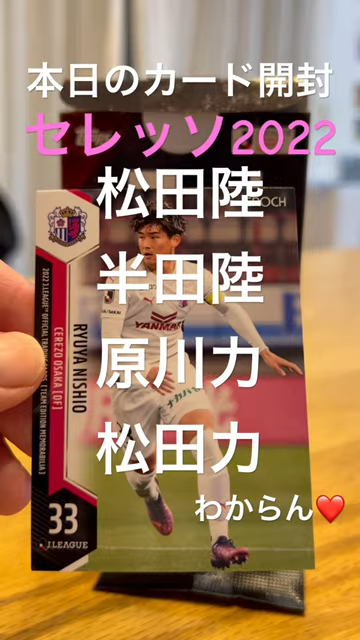 本日のカード開封
セレッソ2022
松田陸
半田陸
原川力
松田力
わからん❤️
YANMAR
RYUYA NISHIO
CEREZO OSAKA [DF]
2022 J.LEAGUE OFFICIAL TRADING CARDS [ TEAM EDITION MEMORABILIA ]
33
J.LEAGUE